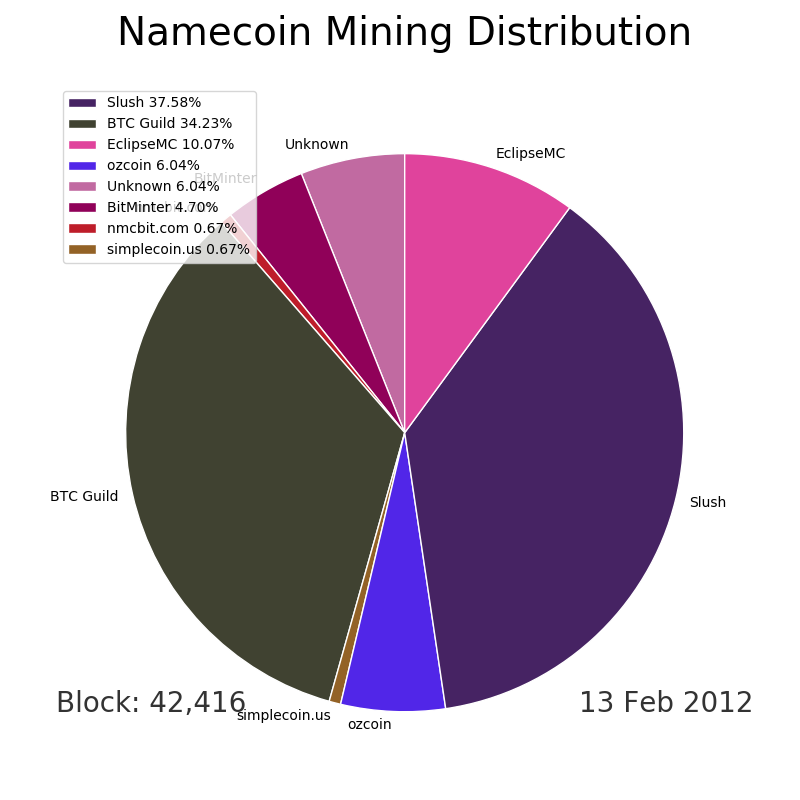 Namecoin Mining Distribution
Slush 37.58%
BTC Guild 34.23%
EclipseMC 10.07%
ozcoin 6.04%
Unknown 6.04%
BitMinter 4.70%
nmcbit.com 0.67%
simplecoin.us 0.67%
Unknown
EclipseMC
BitMinter
nmcbit.com
BTC Guild
Slush
Block: 42,416
13 Feb 2012
simplecoin.us
ozcoin